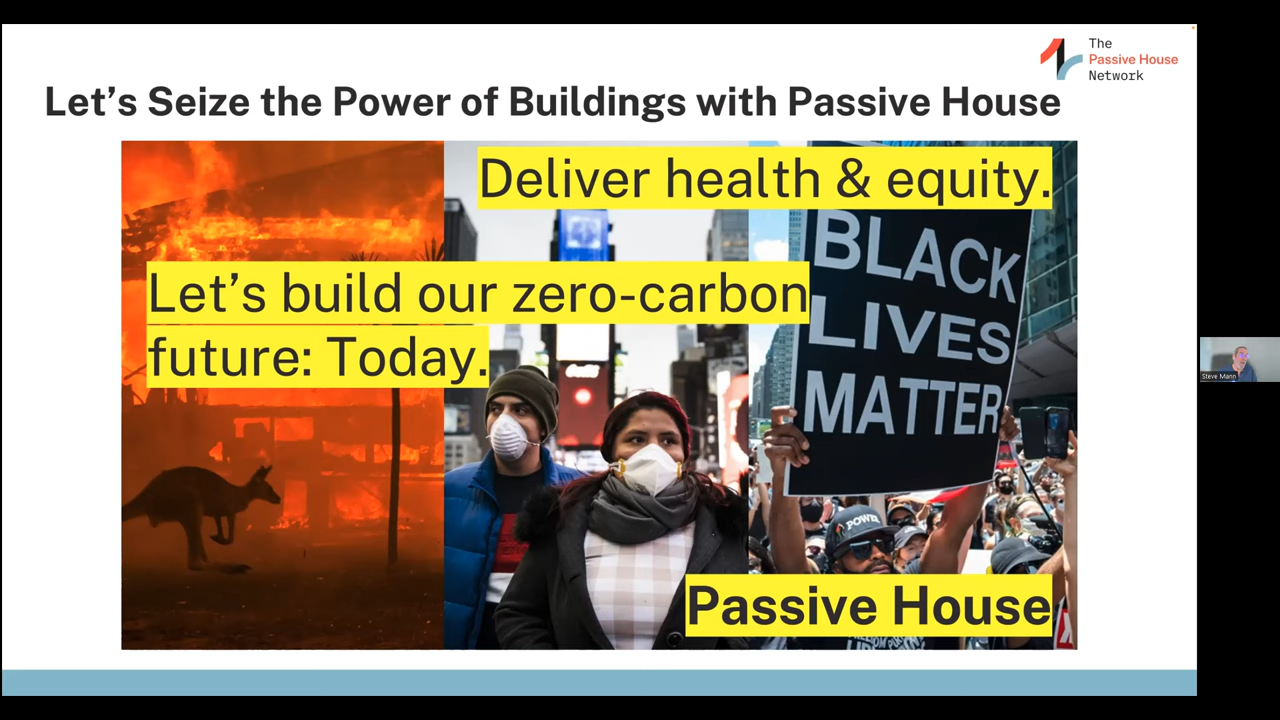 The
Passive House
Network
Let's Seize the Power of Buildings with Passive House
Deliver health & equity.
Let's build our zero-carbon
future: Today.
BLACK
LIVES
MATTER
POWER
Passive House
Steve Mann